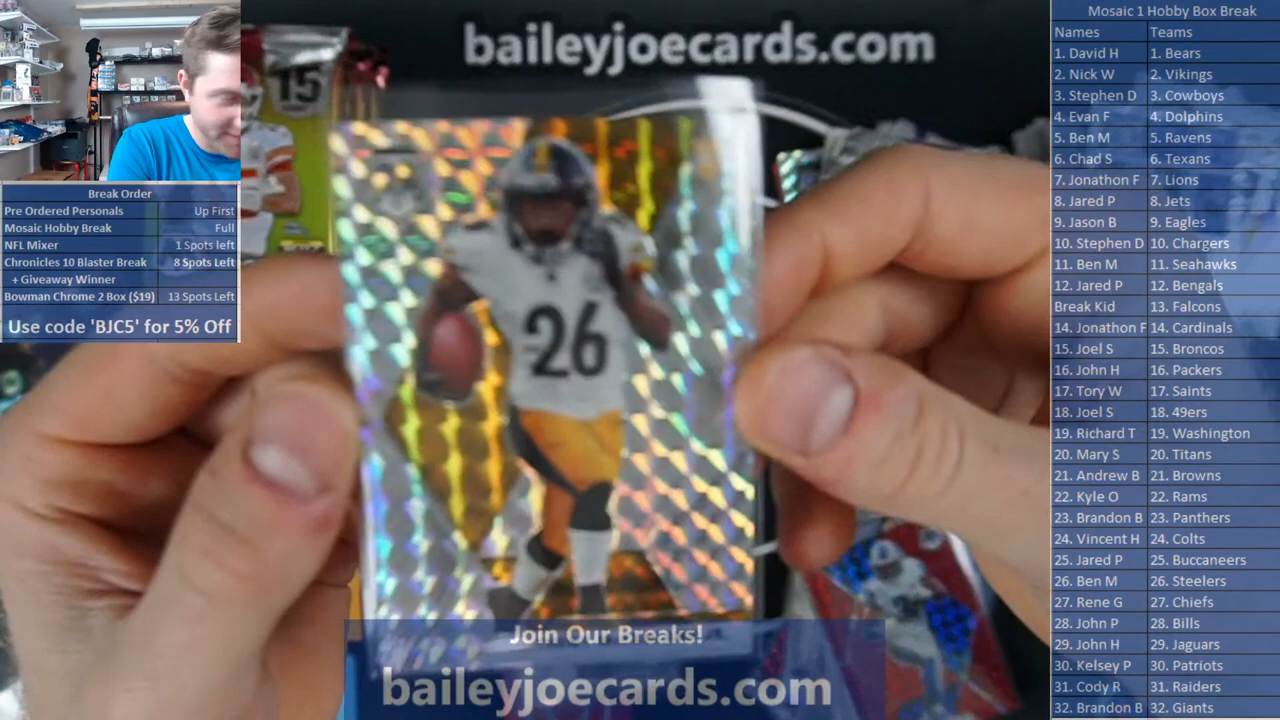 baileyjoecards.com
15
26
Break Order
Pre Ordered Personals Up First
Mosaic Hobby Break Full
NFL Mixer 1 Spots left
Chronicles 10 Blaster Break 8 Spots Left
+ Giveaway Winner
Bowman Chrome 2 Box ($19) 13 Spots Left
Use code 'BJC5' for 5% Off
Join Our Breaks!
baileyjoecards.com
Mosaic 1 Hobby Box Break
Names Teams
1. David H 1. Bears
2. Nick W 2. Vikings
3. Stephen D 3. Cowboys
4. Evan F 4. Dolphins
5. Ben M 5. Ravens
6. Chad S 6. Texans
7. Jonathon F 7. Lions
8. Jared P 8. Jets
9. Jason B 9. Eagles
10. Stephen D 10. Chargers
11. Ben M 11. Seahawks
12. Jared P 12. Bengals
Break Kid 13. Falcons
14. Jonathon F 14. Cardinals
15. Joel S 15. Broncos
16. John H 16. Packers
17. Tory W 17. Saints
18. Joel S 18. 49ers
19. Richard T 19. Washington
20. Mary S 20. Titans
21. Andrew B 21. Browns
22. Kyle O 22. Rams
23. Brandon B 23. Panthers
24. Vincent H 24. Colts
25. Jared P 25. Buccaneers
26. Ben M 26. Steelers
27. Rene G 27. Chiefs
28. John P 28. Bills
29. John H 29. Jaguars
30. Kelsey P 30. Patriots
31. Cody R 31. Raiders
32. Brandon B 32. Giants